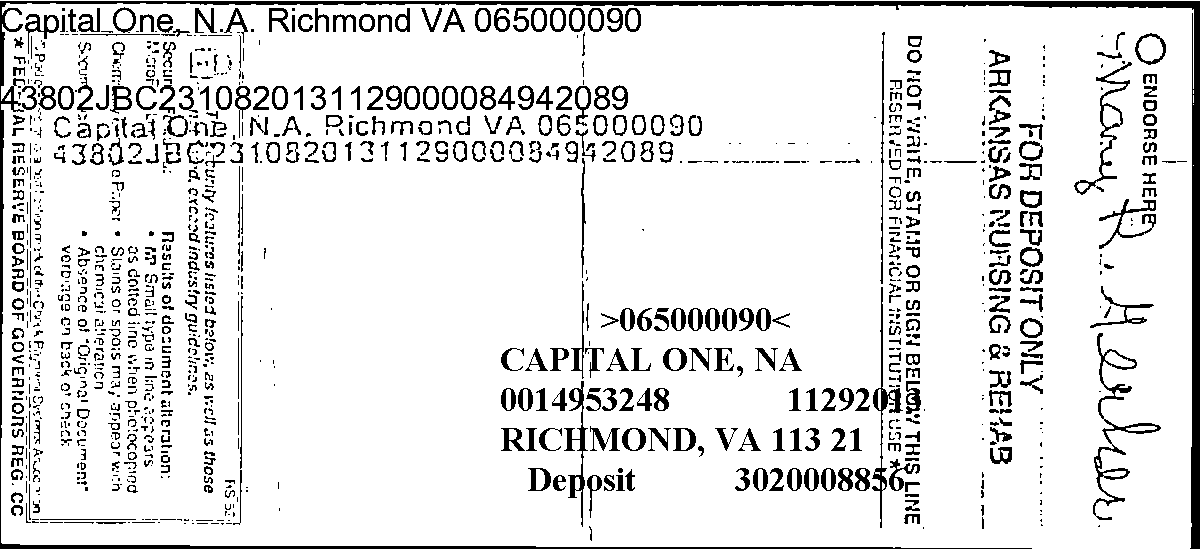 Capital One, N.A. Richmond VA 065000090
43802JBC2310820131129000084942089
Capital One, N.A. Richmond VA 065000090
43802JBC2310820131129000084942089
>065000090<
CAPITAL ONE, NA
0014953248 1129201
RICHMOND, VA 113 21
Deposit 3020008856
ENDORSE HERE
Mary R.
FOR DEPOSIT ONLY
ARKANSAS NURSING & REHAB
DO NOT WRITE, STAMP OR SIGN BELOW THIS LINE
RESERVED FOR FINANCIAL INSTITUTION USE *
security features listed below, as well as those
exceed industry guidelines.
Results of document alteration:
• Small type in line appears
as dotted line when photocopied
• Stains or spots may appear with
chemical alteration
• Absence of "Original Document"
verbiage on back of check
* FEDERAL RESERVE BOARD OF GOVERNORS REG. CC